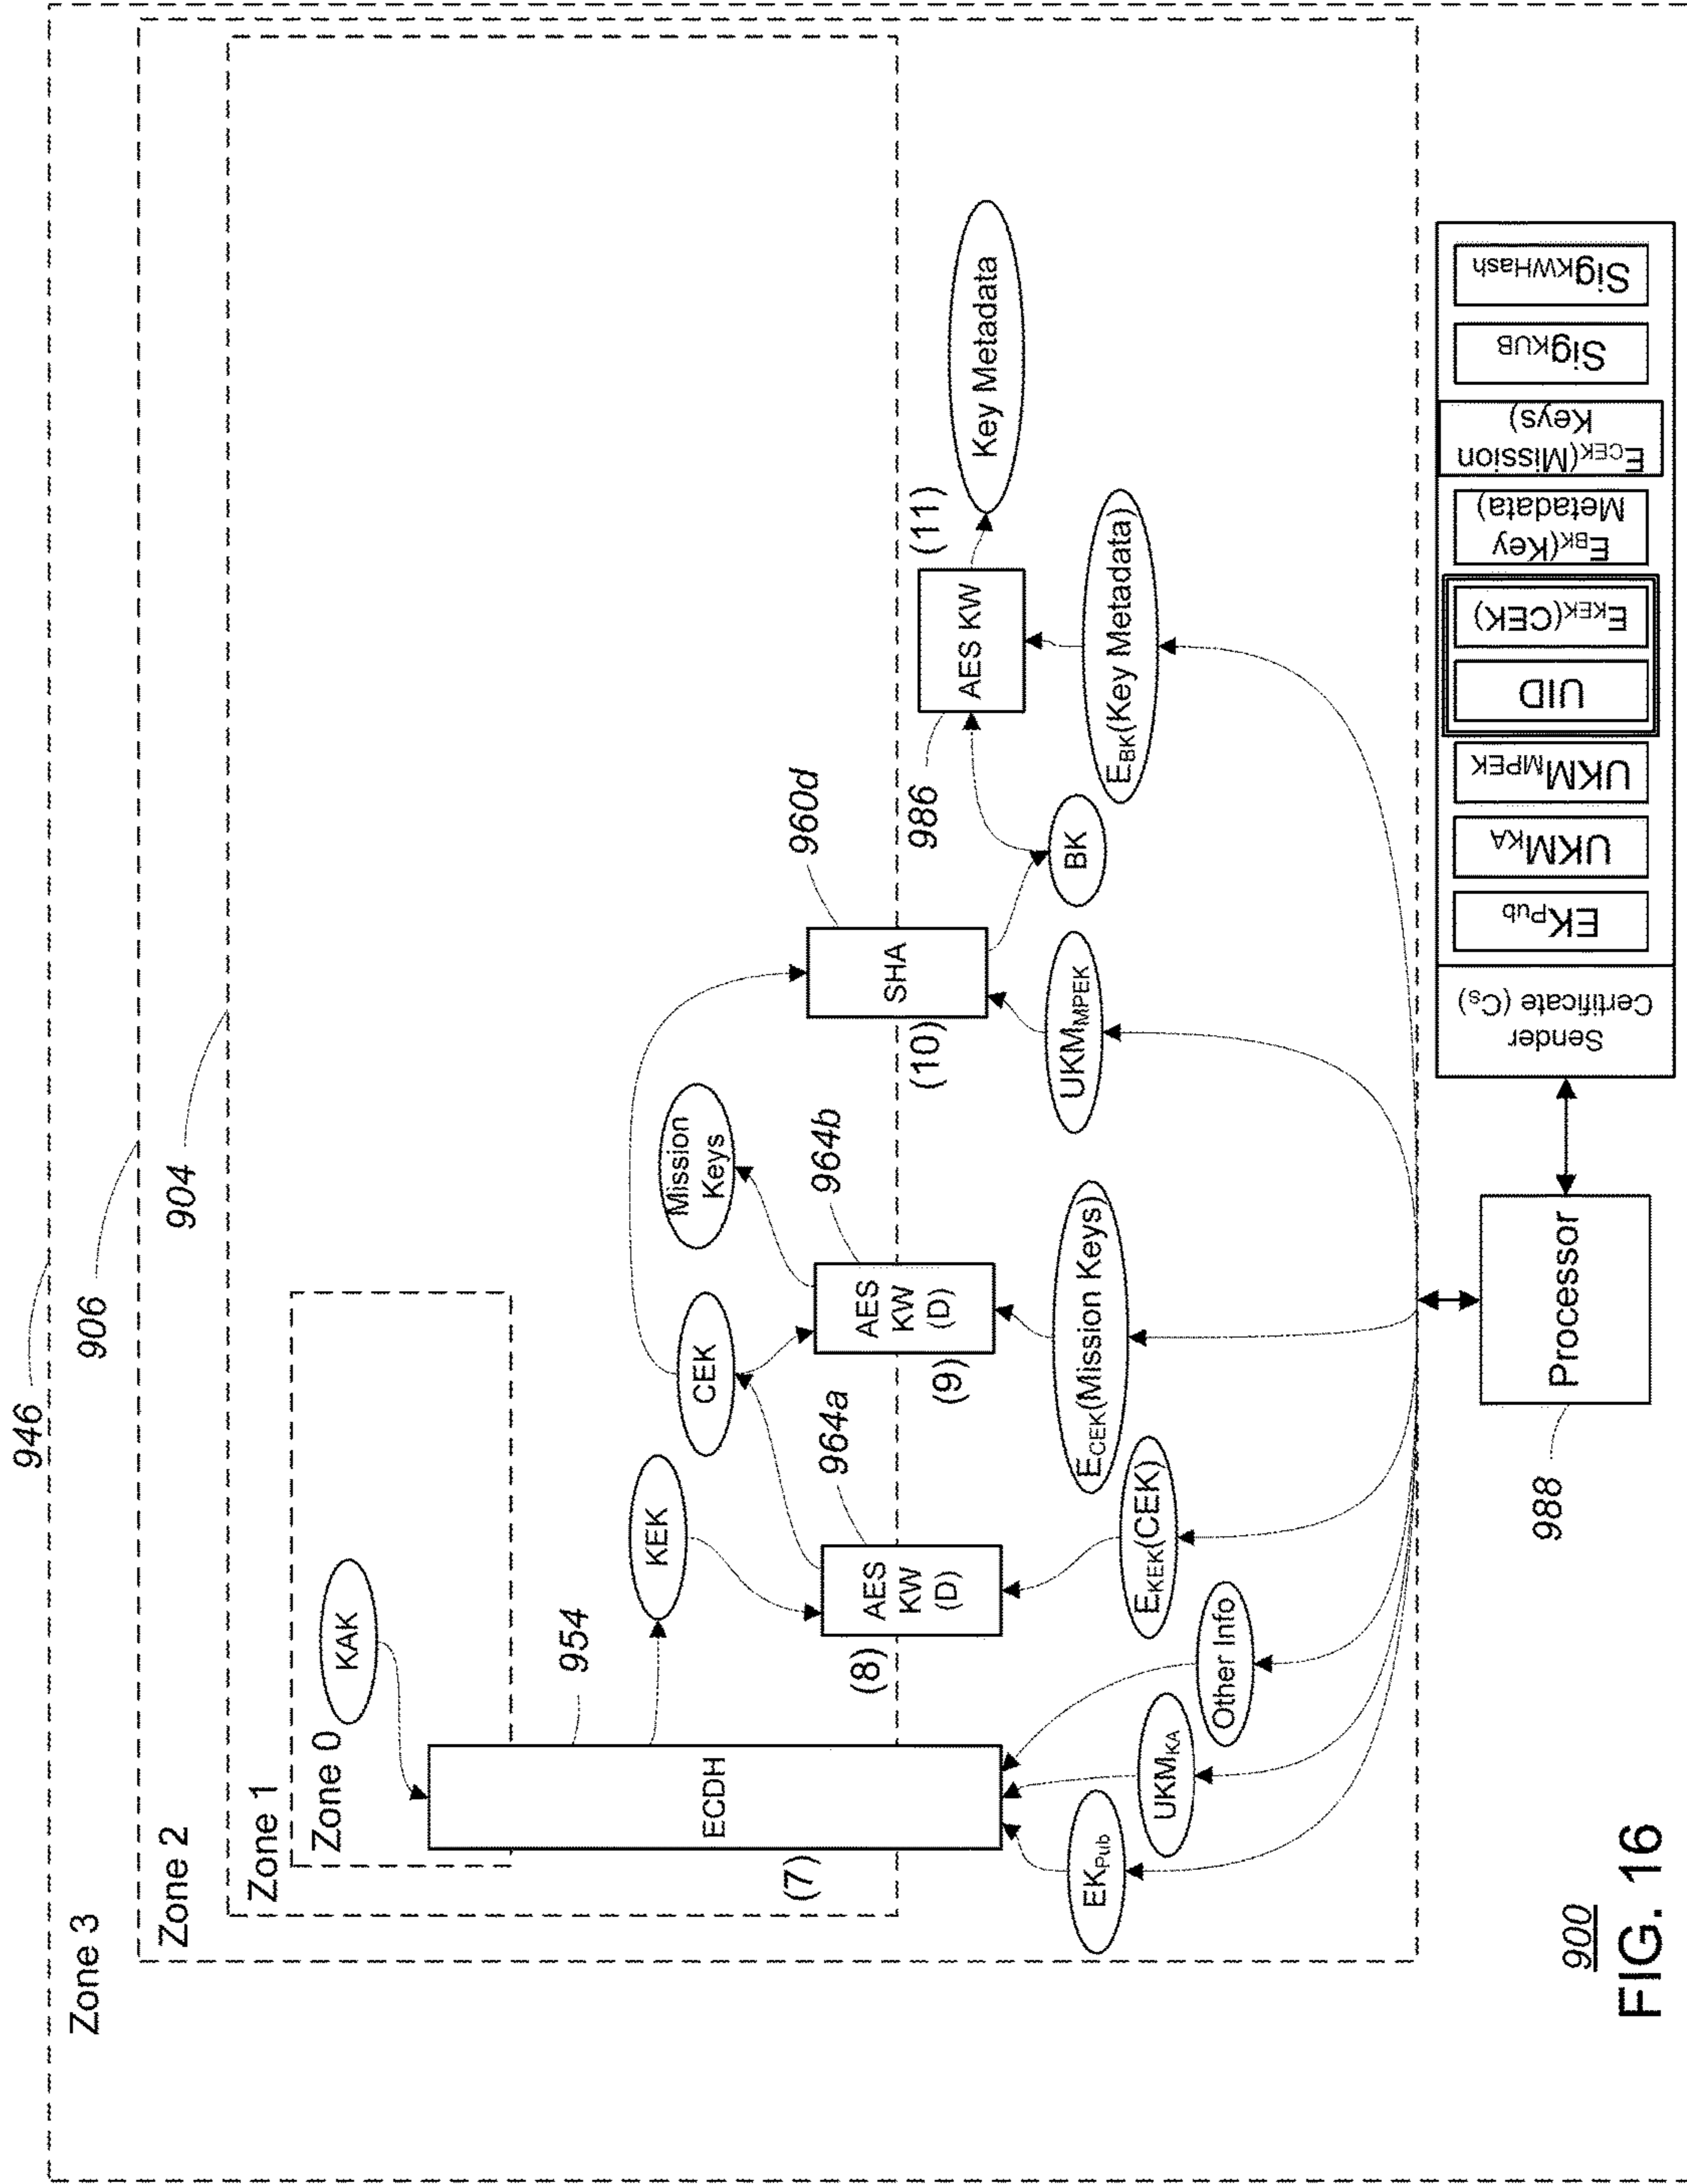 946
906
904
Zone 3
Zone 2
Zone 1
Zone 0
KAK
954
KEK
CEK
Mission
Keys
ECDH
(7)
964a
AES
KW
(D)
(8)
964b
AES
KW
(D)
(9)
960d
SHA
(10)
986
AES KW
(11)
Key Metadata
EKPub
UKMKA
Other Info
EKEK(CEK)
ECEK(Mission Keys)
UKMMPEK
BK
EBK(Key Metadata)
988
Processor
Sender
Certificate (CS)
EKPub
UKMKA
UKMMPEK
UID
EKEK(CEK)
EBK(Key
Metadata)
ECEK(Mission
Keys)
SigKUB
SigKWHash
900
FIG. 16